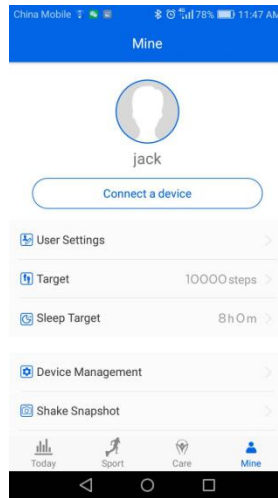 China Mobile 4G 78% 11:47 AM
Mine
jack
Connect a device
User Settings
Target 10000 steps
Sleep Target 8h0m
Device Management
Shake Snapshot
Today Sport Care Mine